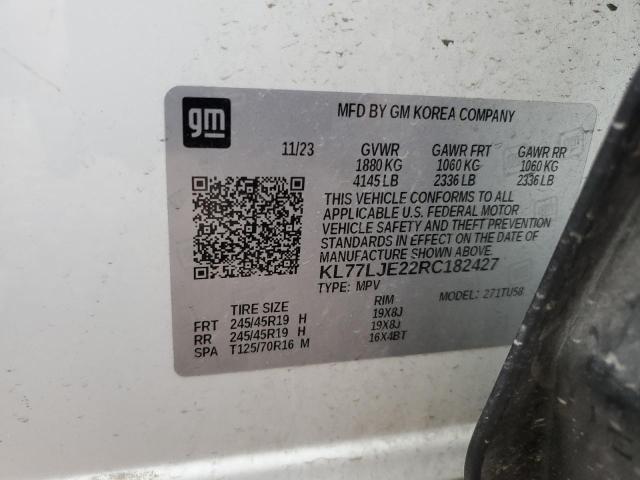 gm
MFD BY GM KOREA COMPANY
11/23 GVWR GAWR FRT GAWR RR
1880 KG 1060 KG 1060 KG
4145 LB 2336 LB 2336 LB
THIS VEHICLE CONFORMS TO ALL
APPLICABLE U.S. FEDERAL MOTOR
VEHICLE SAFETY AND THEFT PREVENTION
STANDARDS IN EFFECT ON THE DATE
OF MANUFACTURE SHOWN ABOVE.
KL77LJE22RC182427
TYPE: MPV MODEL: 271TU58
TIRE SIZE RIM
FRT 245/45R19 H 19X8J
RR 245/45R19 H 19X8J
SPA T125/70R16 M 16X4BT